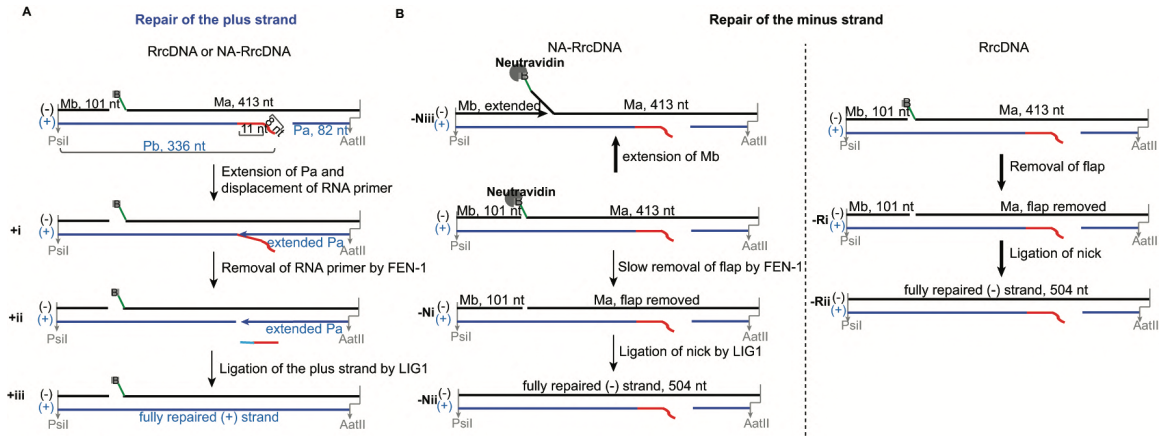 A
Repair of the plus strand
RrcDNA or NA-RrcDNA
B
(-) Mb, 101 nt Ma, 413 nt
(+) 11 nt Pa, 82 nt
PsiI AatII
Pb, 336 nt
Extension of Pa and
displacement of RNA primer
B
+i (-)
(+) extended Pa
PsiI AatII
Removal of RNA primer by FEN-1
B
+ii (-)
(+) extended Pa
PsiI AatII
Ligation of the plus strand by LIG1
B
+iii (-)
(+) fully repaired (+) strand
PsiI AatII
B
Repair of the minus strand
NA-RrcDNA
Neutravidin
B
Mb, extended Ma, 413 nt
-Niii (-)
(+)
PsiI AatII
extension of Mb
Neutravidin
B
(-) Mb, 101 nt Ma, 413 nt
(+)
PsiI AatII
Slow removal of flap by FEN-1
Mb, 101 nt Ma, flap removed
-Ni (-)
(+)
PsiI AatII
Ligation of nick by LIG1
fully repaired (-) strand, 504 nt
-Nii (-)
(+)
PsiI AatII
RrcDNA
B
(-) Mb, 101 nt Ma, 413 nt
(+)
PsiI AatII
Removal of flap
Mb, 101 nt Ma, flap removed
-Ri (-)
(+)
PsiI AatII
Ligation of nick
fully repaired (-) strand, 504 nt
-Rii (-)
(+)
PsiI AatII